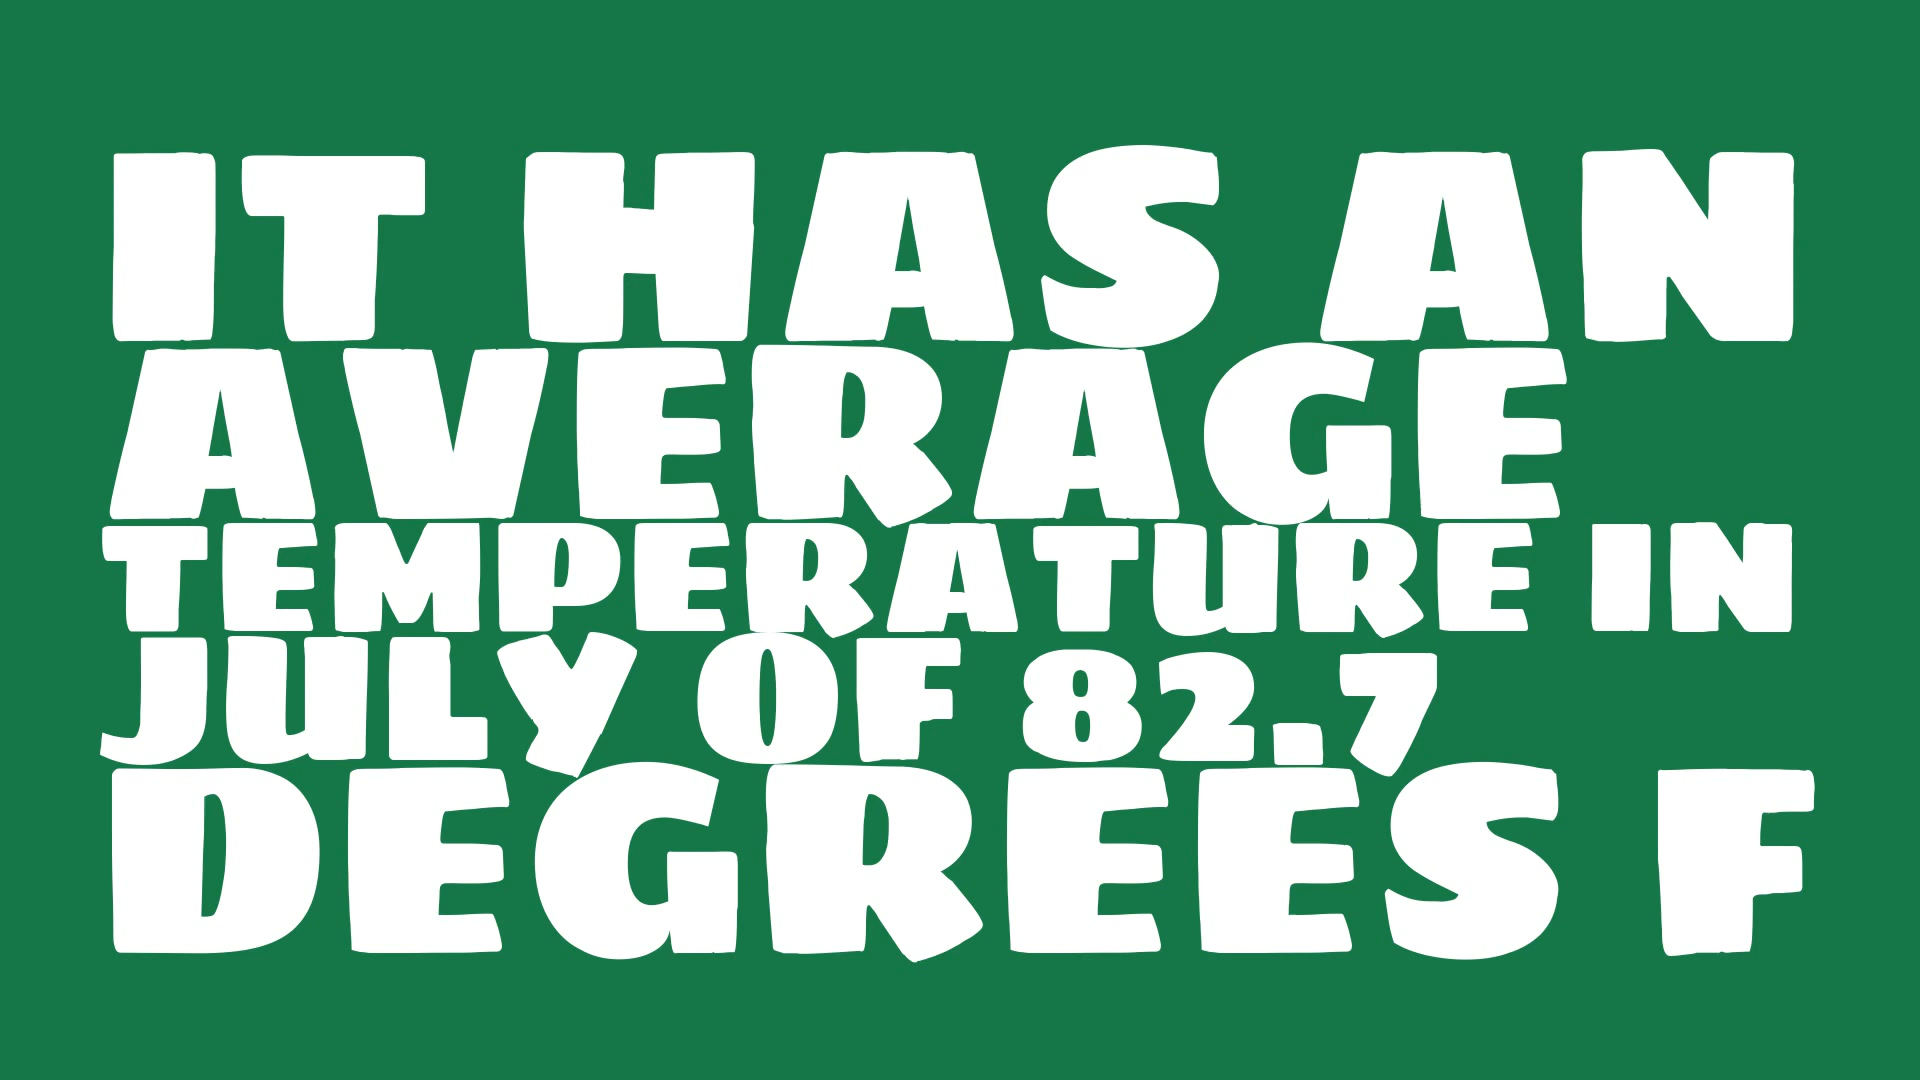 IT HAS AN
AVERAGE
TEMPERATURE IN
JULY OF 82.7
DEGREES F